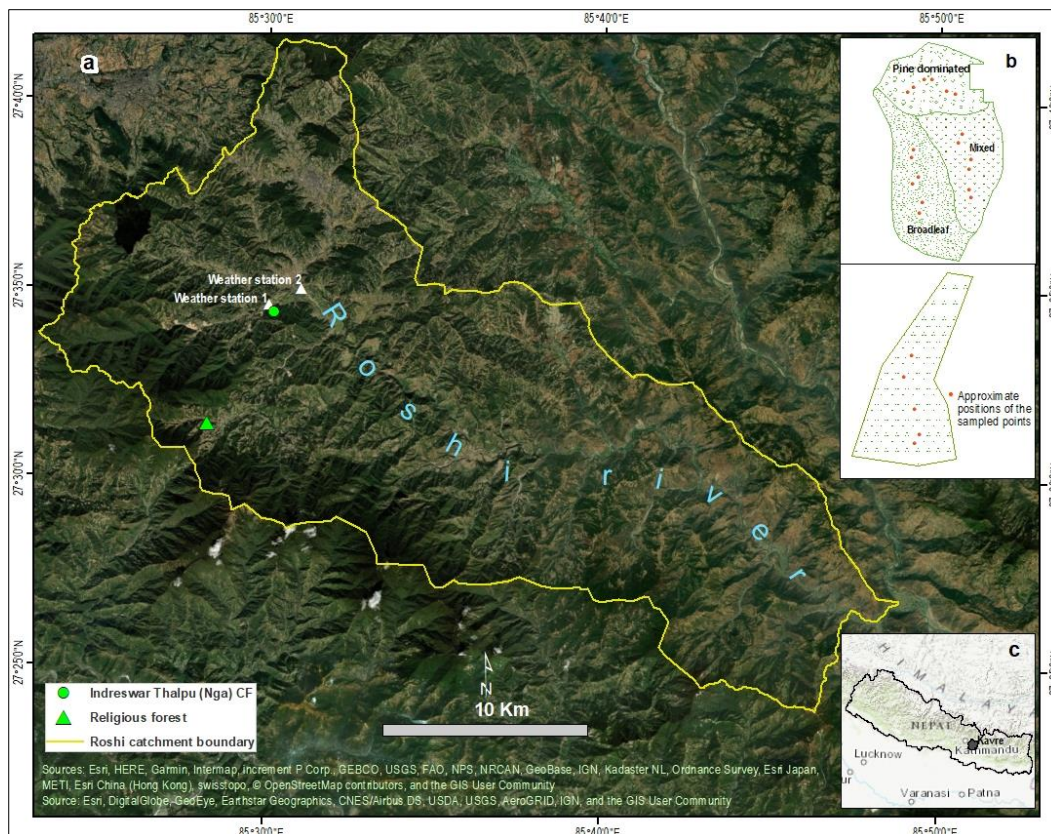 85°30'0"E 85°40'0"E 85°50'0"E
27°40'0"N
27°35'0"N
27°30'0"N
27°25'0"N
a
Weather station 2
Weather station 1
Roshi river
N
10 Km
Indreswar Thalpu (Nga) CF
Religious forest
Roshi catchment boundary
Sources: Esri, HERE, Garmin, Intermap, increment P Corp., GEBCO, USGS, FAO, NPS, NRCAN, GeoBase, IGN, Kadaster NL, Ordnance Survey, Esri Japan,
METI, Esri China (Hong Kong), swisstopo, © OpenStreetMap contributors, and the GIS User Community
Source: Esri, DigitalGlobe, GeoEye, Earthstar Geographics, CNES/Airbus DS, USDA, USGS, AeroGRID, IGN, and the GIS User Community
85°30'0"E 85°40'0"E 85°50'0"E
b
Pine dominated
Mixed
Broadleaf
Approximate
positions of the
sampled points
c
HIMALAYA
NEPAL
Kavre
Lucknow
ur
Varanasi
Patna